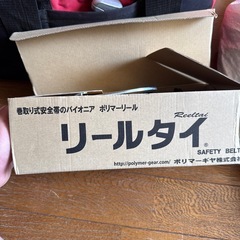 巻取り式安全帯のパイオニア ポリマーリール
Reeltai
リールタイ®
SAFETY BELT
http://polymer-gear.com/ ポリマーギヤ株式会社